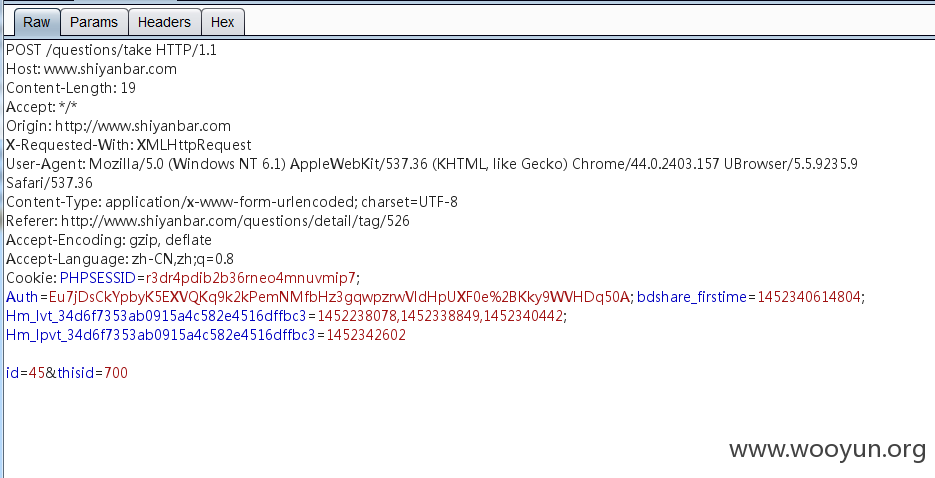 Raw Params Headers Hex
POST /questions/take HTTP/1.1
Host: www.shiyanbar.com
Content-Length: 19
Accept: */*
Origin: http://www.shiyanbar.com
X-Requested-With: XMLHttpRequest
User-Agent: Mozilla/5.0 (Windows NT 6.1) AppleWebKit/537.36 (KHTML, like Gecko) Chrome/44.0.2403.157 UBrowser/5.5.9235.9
Safari/537.36
Content-Type: application/x-www-form-urlencoded; charset=UTF-8
Referer: http://www.shiyanbar.com/questions/detail/tag/526
Accept-Encoding: gzip, deflate
Accept-Language: zh-CN,zh;q=0.8
Cookie: PHPSESSID=r3dr4pdib2b36rneo4mnuvmip7;
Auth=Eu7jDsCkYpbyK5EXVQKq9k2kPemNMfbHz3gqwpzrwVIdHpUXF0e%2BKky9WVHDq50A; bdshare_firstime=1452340614804;
Hm_lvt_34d6f7353ab0915a4c582e4516dffbc3=1452238078,1452338849,1452340442;
Hm_lpvt_34d6f7353ab0915a4c582e4516dffbc3=1452342602
id=45&thisid=700
www.wooyun.org